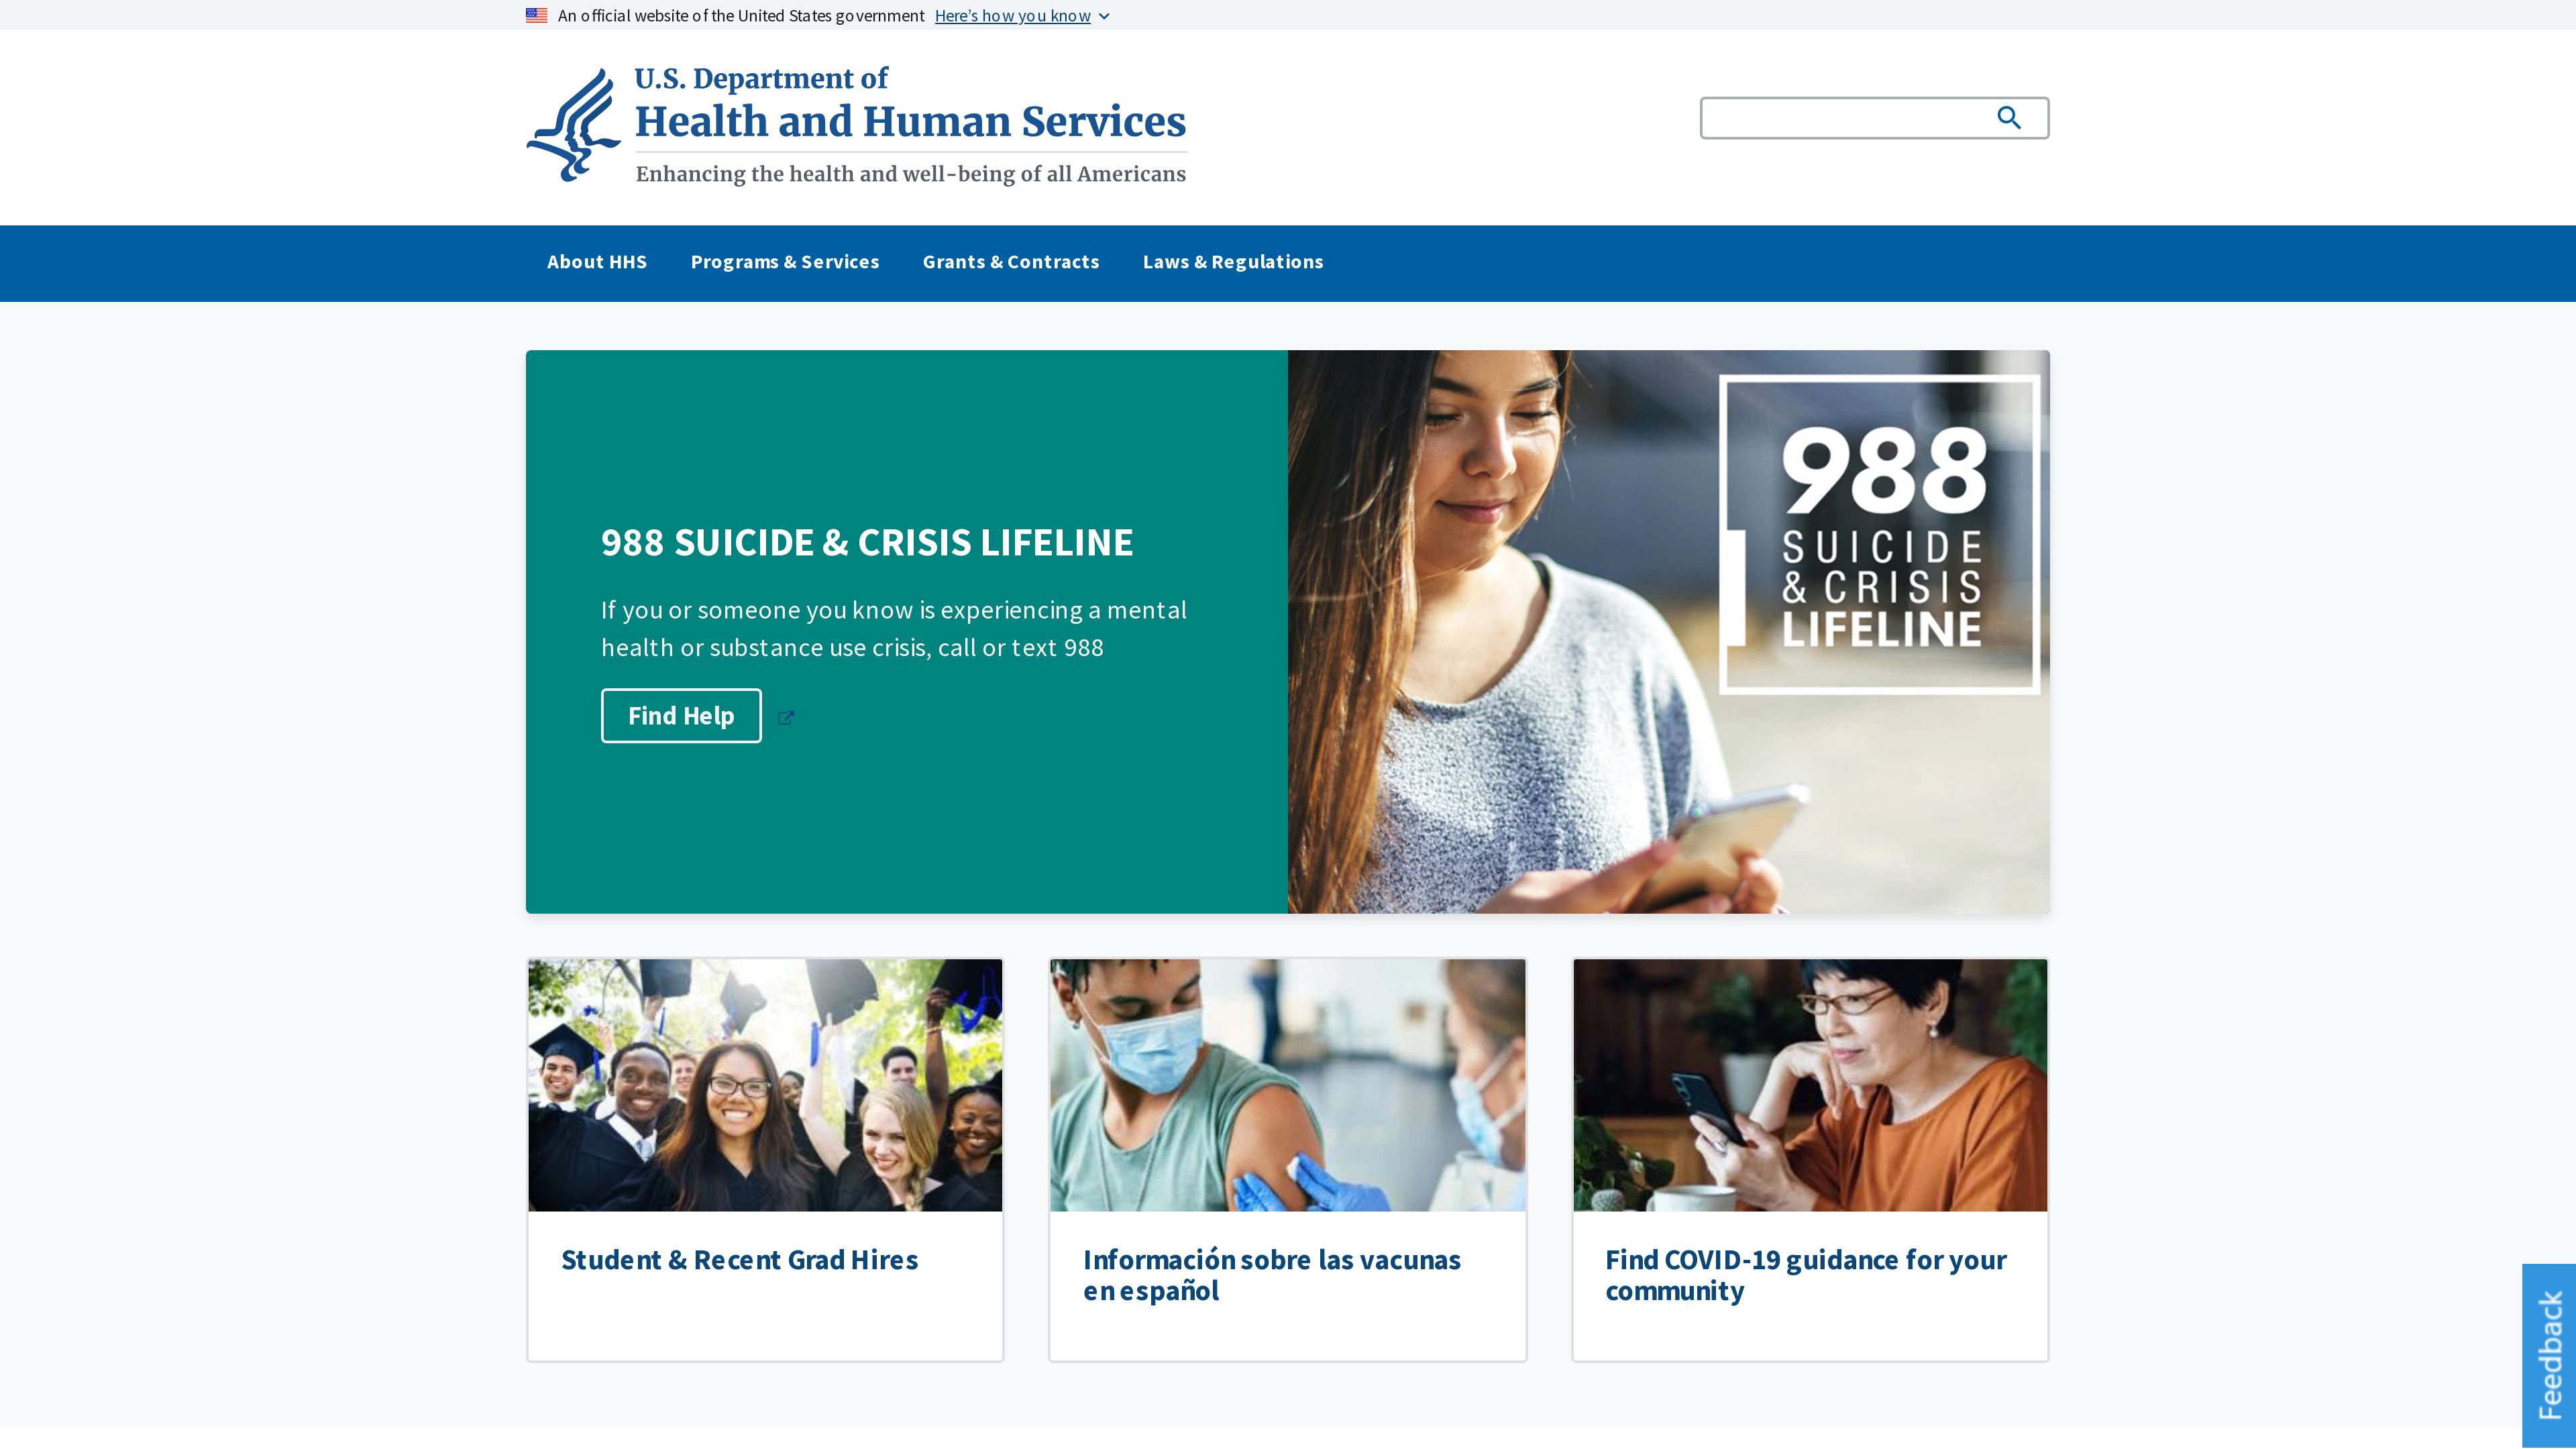 An official website of the United States government Here's how you know
U.S. Department of
Health and Human Services
Enhancing the health and well-being of all Americans
About HHS Programs & Services Grants & Contracts Laws & Regulations
988 SUICIDE & CRISIS LIFELINE
If you or someone you know is experiencing a mental
health or substance use crisis, call or text 988
Find Help
988
SUICIDE
& CRISIS
LIFELINE
Student & Recent Grad Hires
Información sobre las vacunas
en español
Find COVID-19 guidance for your
community
Feedback